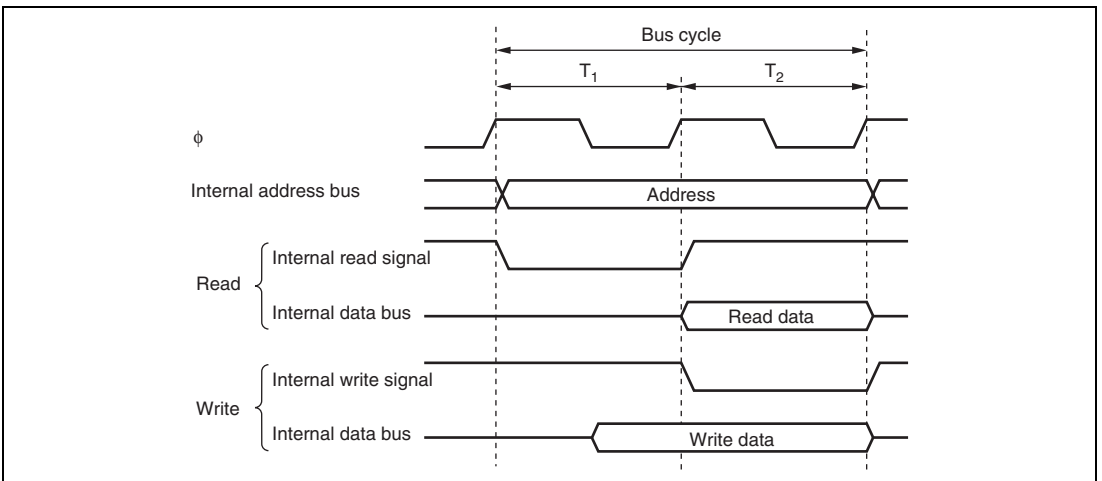 Bus cycle
T1 T2
ϕ
Internal address bus Address
Internal read signal
Read
Internal data bus Read data
Internal write signal
Write
Internal data bus Write data